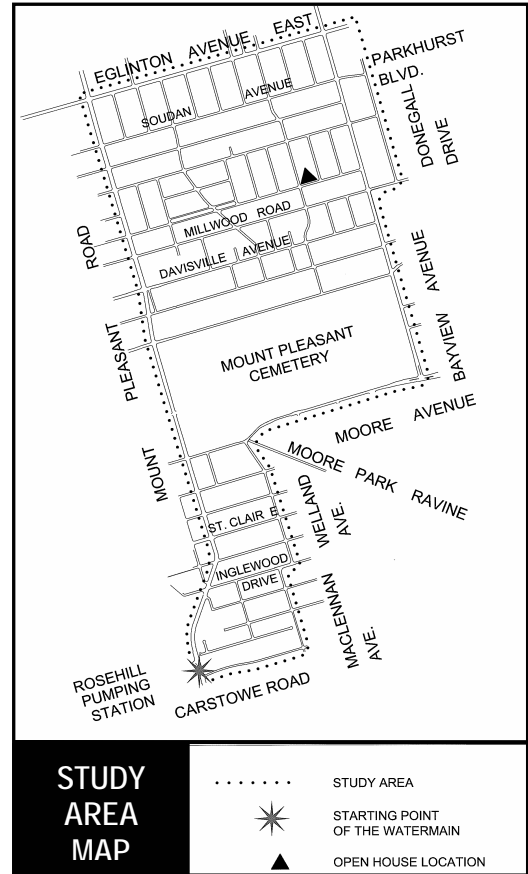 EGLINTON AVENUE EAST
PARKHURST
BLVD.
SOUDAN AVENUE
DONEGALL
DRIVE
ROAD
MILLWOOD ROAD
DAVISVILLE AVENUE
BAYVIEW AVENUE
PLEASANT
MOUNT PLEASANT
CEMETERY
MOORE AVENUE
MOUNT
MOORE PARK RAVINE
WELLAND
AVE.
ST. CLAIR E
INGLEWOOD
DRIVE
MACLENNAN
AVE.
ROSEHILL
PUMPING
STATION
CARSTOWE ROAD
STUDY
AREA
MAP
STUDY AREA
STARTING POINT
OF THE WATERMAIN
OPEN HOUSE LOCATION